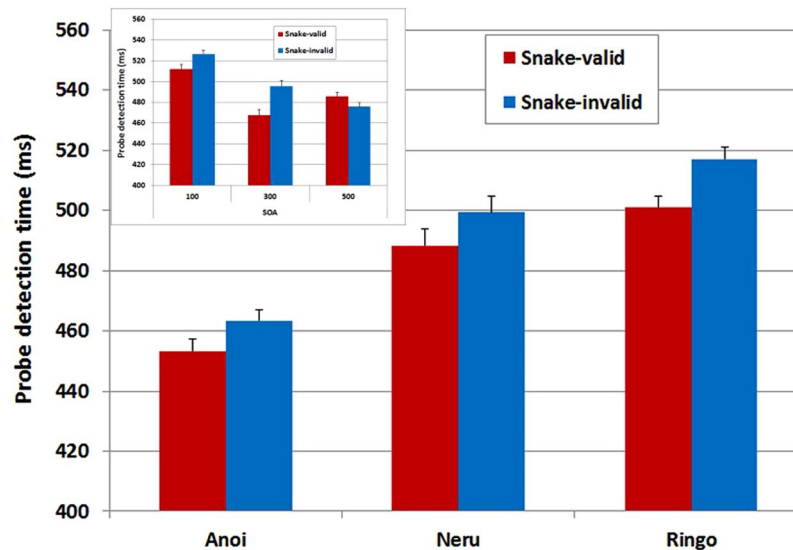 560
540
520
500
480
460
440
420
400
Probe detection time (ms)
Snake-valid
Snake-invalid
Anoi Neru Ringo
560
540
520
500
480
460
440
420
400
Probe detection time (ms)
Snake-valid
Snake-invalid
100 300 500
SOA